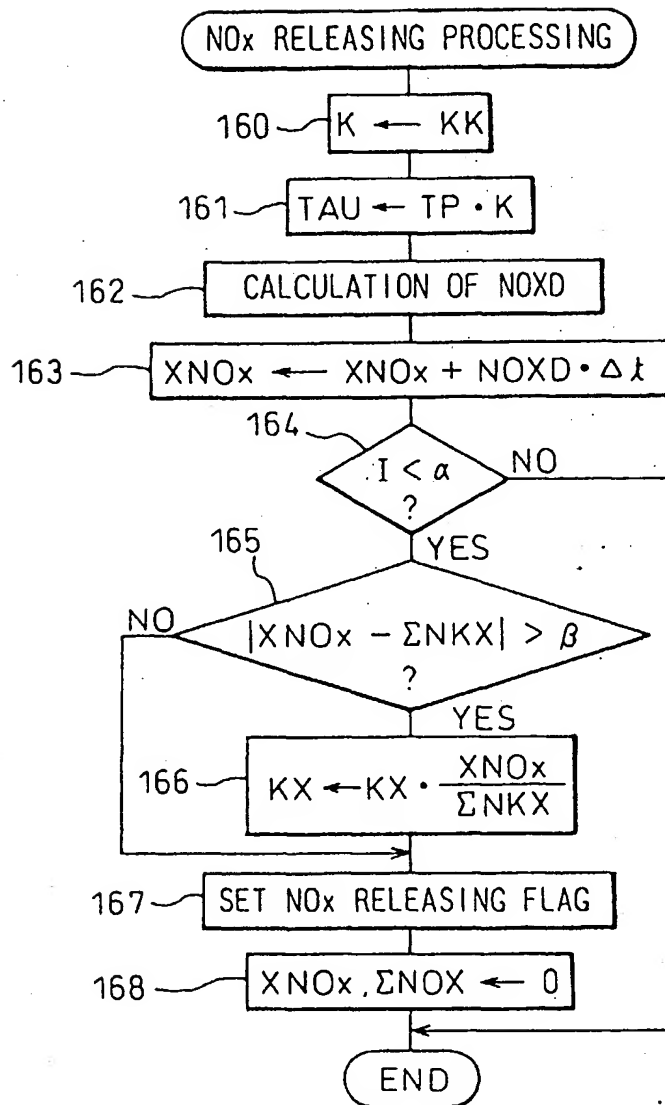 NOx RELEASING PROCESSING
160
K ← KK
161
TAU ← TP · K
162
CALCULATION OF NOXD
163
XNOx ← XNOx + NOXD · Δt
164
I < α
?
NO
YES
165
NO
|XNOx - ΣNKX| > β
?
YES
166
KX ← KX · XNOx
ΣNKX
167
SET NOx RELEASING FLAG
168
XNOx, ΣNOX ← 0
END